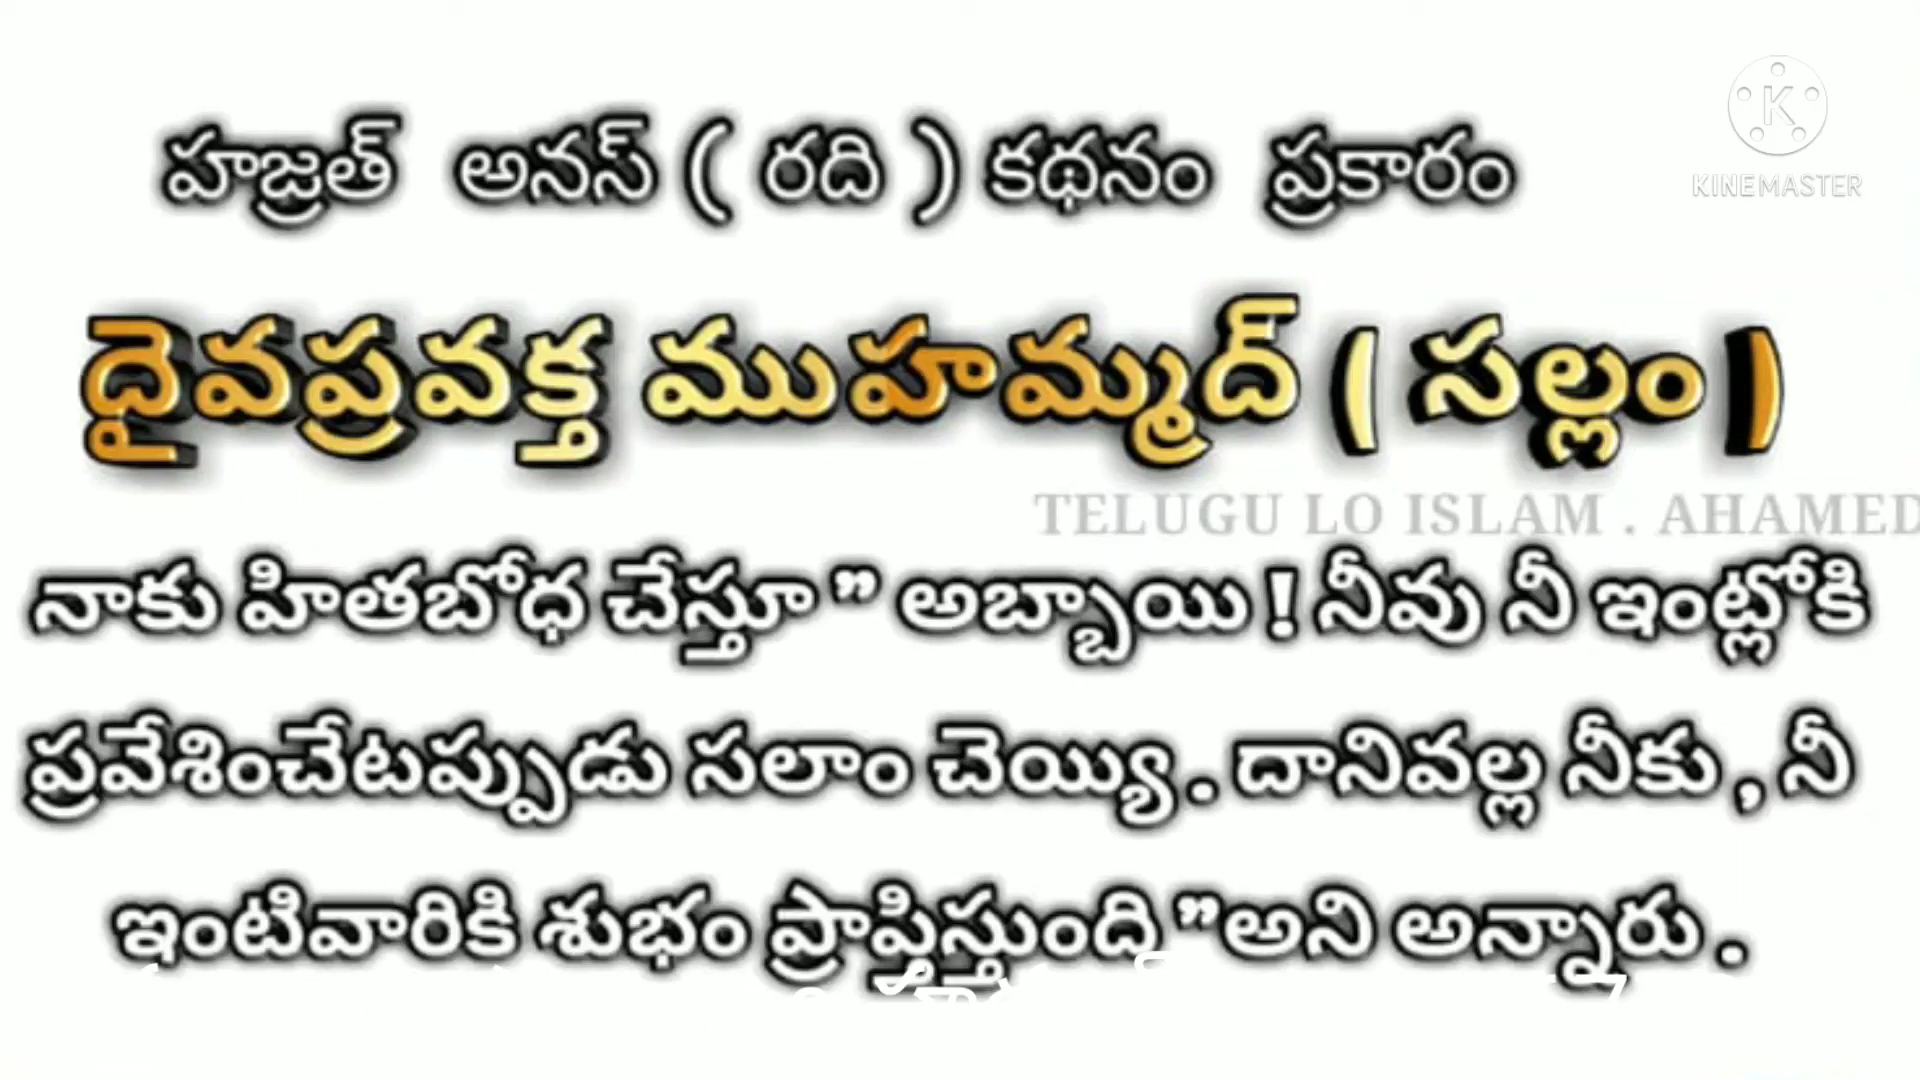 హజ్రత్ అనస్ ( రది ) కథనం ప్రకారం
KINEMASTER
దైవప్రవక్త ముహమ్మద్ ( సల్లం )
TELUGU LO ISLAM . AHAMED
నాకు హితబోధ చేస్తూ " అబ్బాయి ! నీవు నీ ఇంట్లోకి
ప్రవేశించేటప్పుడు సలాం చెయ్యి . దానివల్ల నీకు , నీ
ఇంటివారికి శుభం ప్రాప్తిస్తుంది "అని అన్నారు .